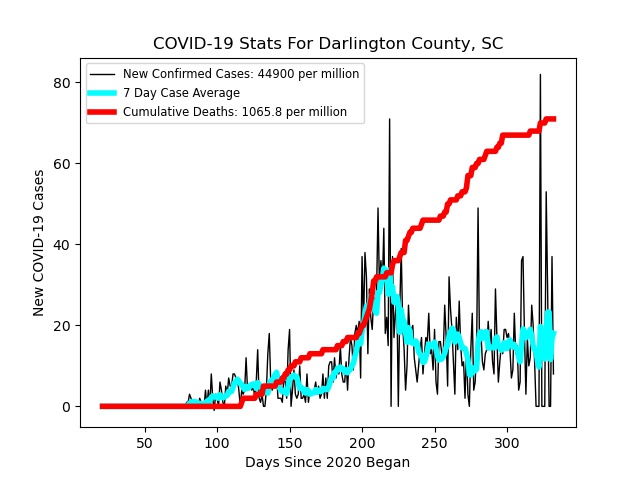 COVID-19 Stats For Darlington County, SC
New Confirmed Cases: 44900 per million
7 Day Case Average
Cumulative Deaths: 1065.8 per million
80
60
40
20
0
New COVID-19 Cases
50 100 150 200 250 300
Days Since 2020 Began